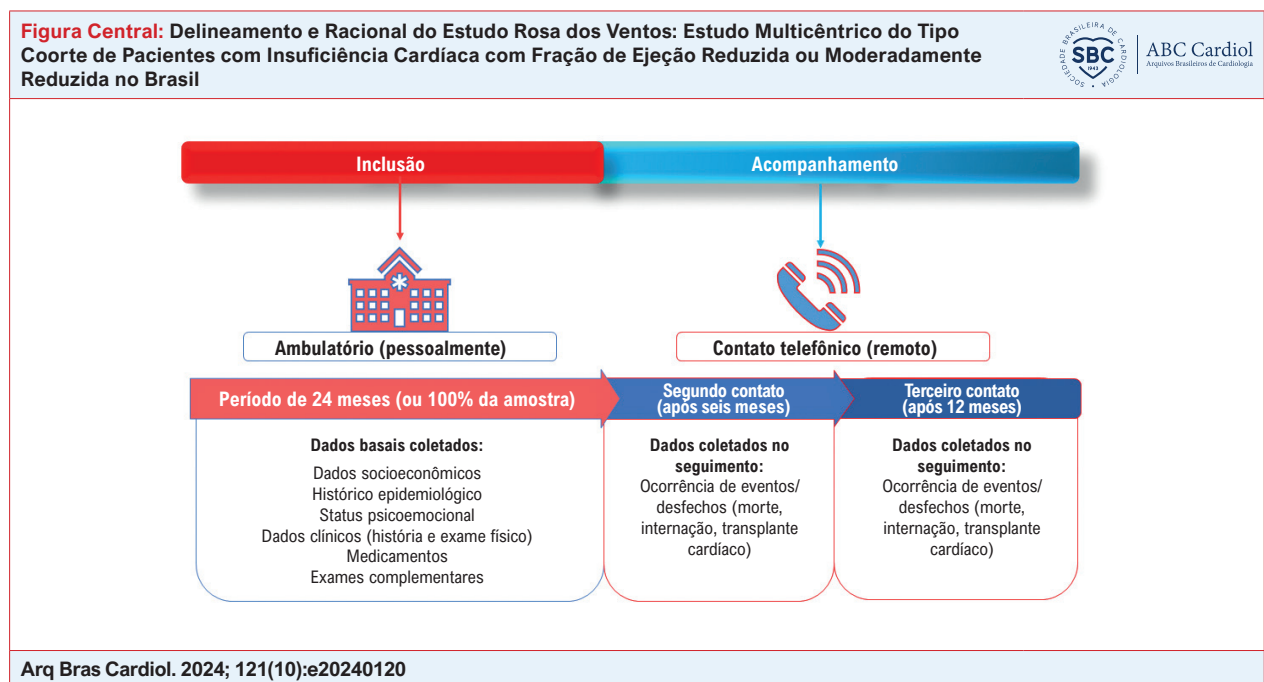 Figura Central: Delineamento e Racional do Estudo Rosa dos Ventos: Estudo Multicêntrico do Tipo
Coorte de Pacientes com Insuficiência Cardíaca com Fração de Ejeção Reduzida ou Moderadamente
Reduzida no Brasil
SOCIEDADE BRASILEIRA DE CARDIOLOGIA
SBC
1943
ABC Cardiol
Arquivos Brasileiros de Cardiologia
Inclusão
Acompanhamento
Ambulatório (pessoalmente)
Contato telefônico (remoto)
Período de 24 meses (ou 100% da amostra)
Segundo contato
(após seis meses)
Terceiro contato
(após 12 meses)
Dados basais coletados:
Dados socioeconômicos
Histórico epidemiológico
Status psicoemocional
Dados clínicos (história e exame físico)
Medicamentos
Exames complementares
Dados coletados no
seguimento:
Ocorrência de eventos/
desfechos (morte,
internação, transplante
cardíaco)
Dados coletados no
seguimento:
Ocorrência de eventos/
desfechos (morte,
internação, transplante
cardíaco)
Arq Bras Cardiol. 2024; 121(10):e20240120